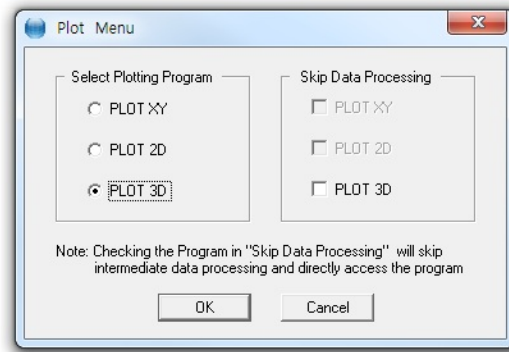 Plot Menu
Select Plotting Program
PLOT XY
PLOT 2D
PLOT 3D
Skip Data Processing
PLOT XY
PLOT 2D
PLOT 3D
Note: Checking the Program in "Skip Data Processing" will skip
intermediate data processing and directly access the program
OK
Cancel